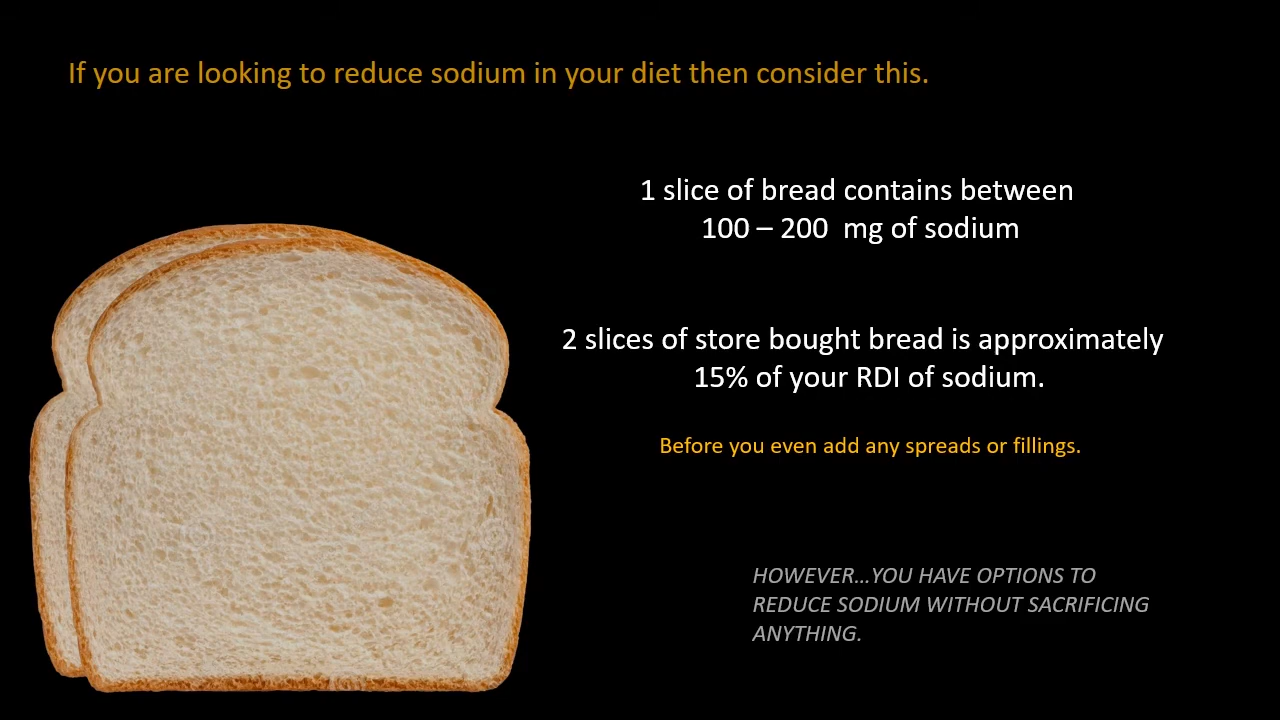 If you are looking to reduce sodium in your diet then consider this.
1 slice of bread contains between
100 – 200  mg of sodium
2 slices of store bought bread is approximately
15% of your RDI of sodium.
Before you even add any spreads or fillings.
HOWEVER...YOU HAVE OPTIONS TO
REDUCE SODIUM WITHOUT SACRIFICING
ANYTHING.